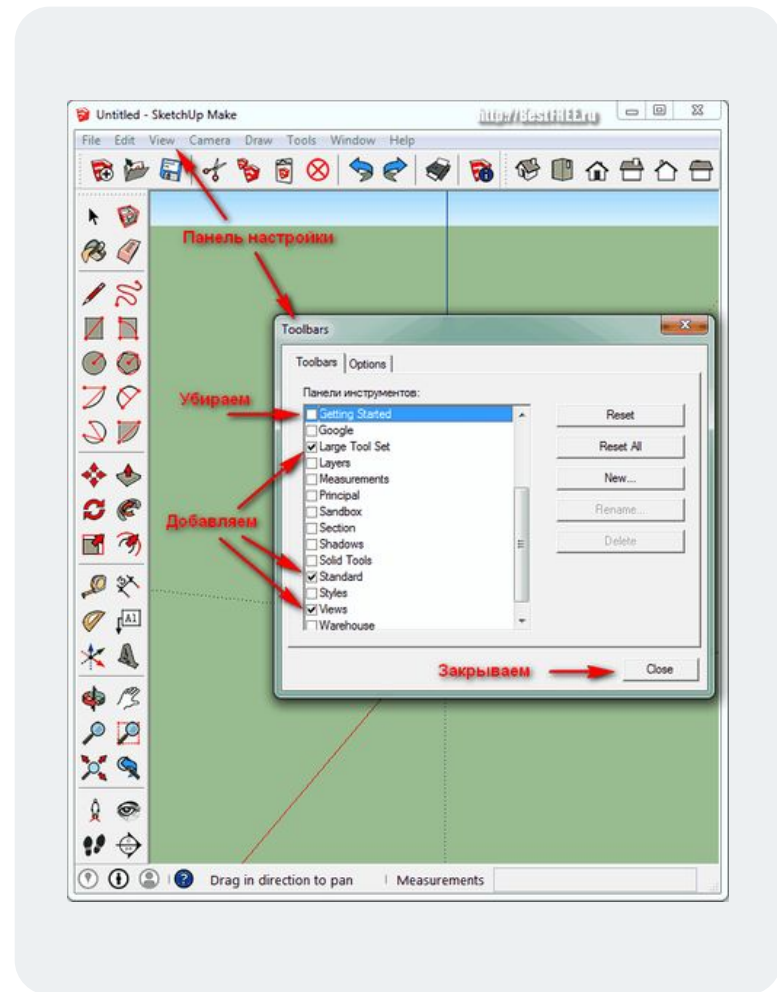 Untitled - SketchUp Make
http://BestFREE.ru
File Edit View Camera Draw Tools Window Help
Панель настройки
Toolbars
Toolbars Options
Панели инструментов:
Убираем
Getting Started
Reset
Google
Large Tool Set
Reset All
Layers
Measurements
New...
Principal
Sandbox
Rename...
Добавляем
Section
Shadows
Delete
Solid Tools
Standard
Styles
Views
Warehouse
Закрываем
Close
A1
Drag in direction to pan
Measurements